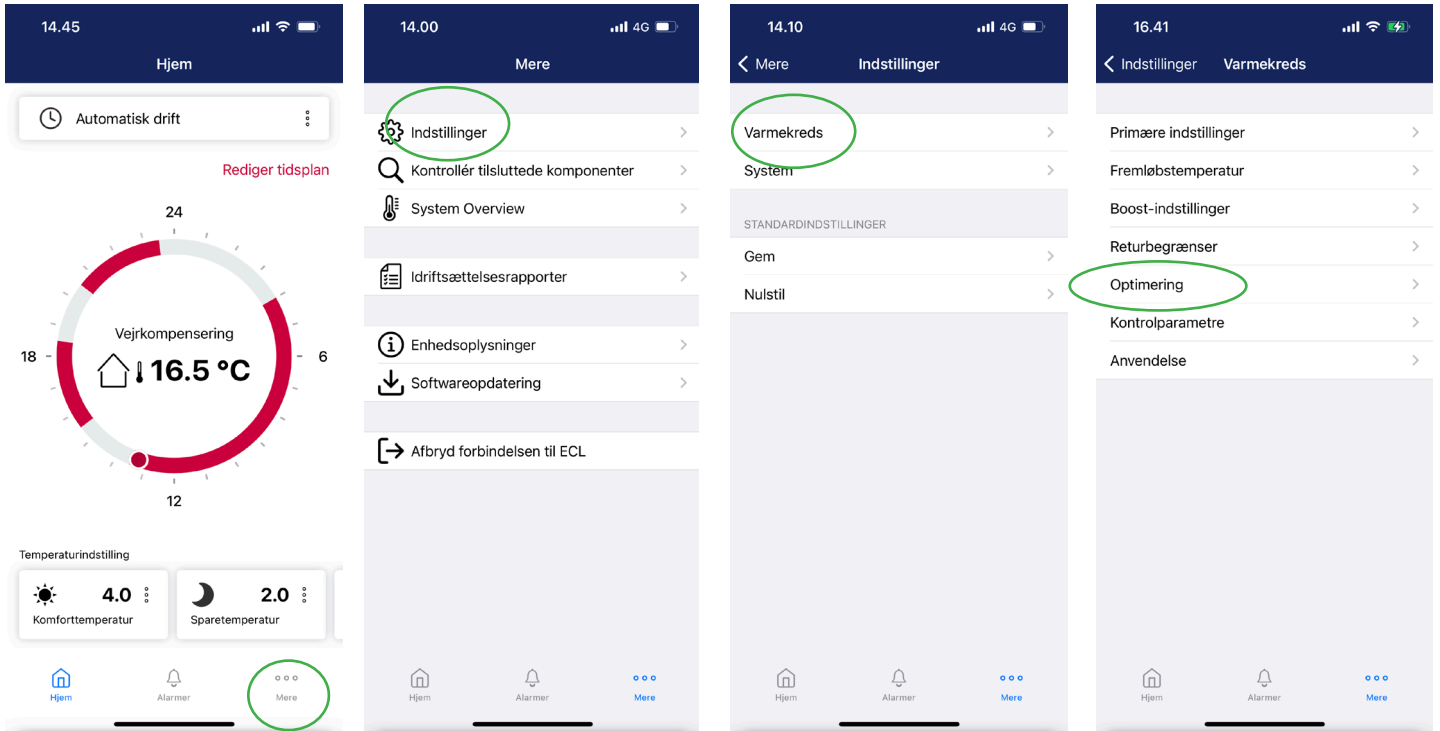 14.45
Hjem
Automatisk drift
Rediger tidsplan
24
18
6
12
Vejrkompensering
16.5 °C
Temperaturindstilling
4.0
Komforttemperatur
2.0
Sparetemperatur
Hjem
Alarmer
Mere
14.00
4G
Mere
Indstillinger
Kontrollér tilsluttede komponenter
System Overview
Idriftsættelsesrapporter
Enhedsoplysninger
Softwareopdatering
Afbryd forbindelsen til ECL
Hjem
Alarmer
Mere
14.10
4G
Mere
Indstillinger
Varmekreds
System
STANDARDINDSTILLINGER
Gem
Nulstil
Hjem
Alarmer
Mere
16.41
Indstillinger
Varmekreds
Primære indstillinger
Fremløbstemperatur
Boost-indstillinger
Returbegrænser
Optimering
Kontrolparametre
Anvendelse
Hjem
Alarmer
Mere